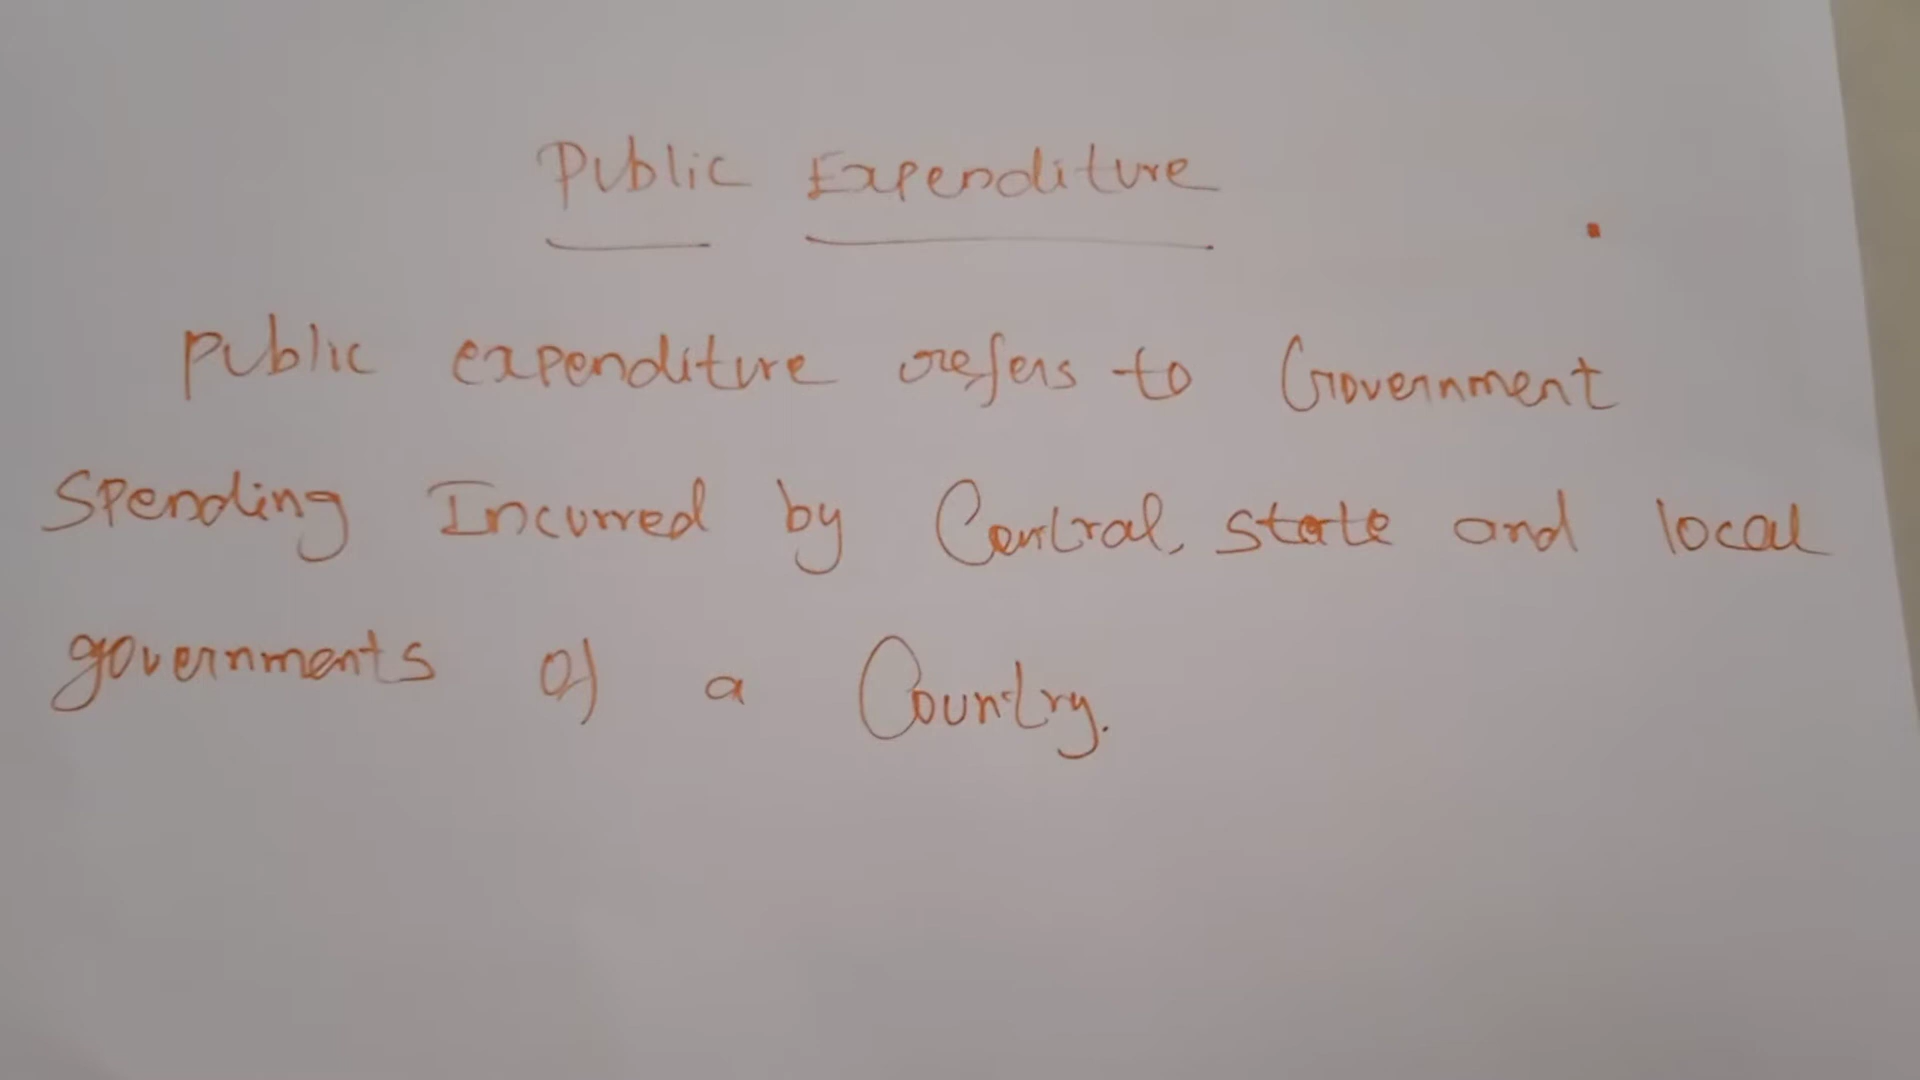 Public Expenditure
public expenditure refers to Government
Spending Incurred by Central, state and local
governments of a Country.